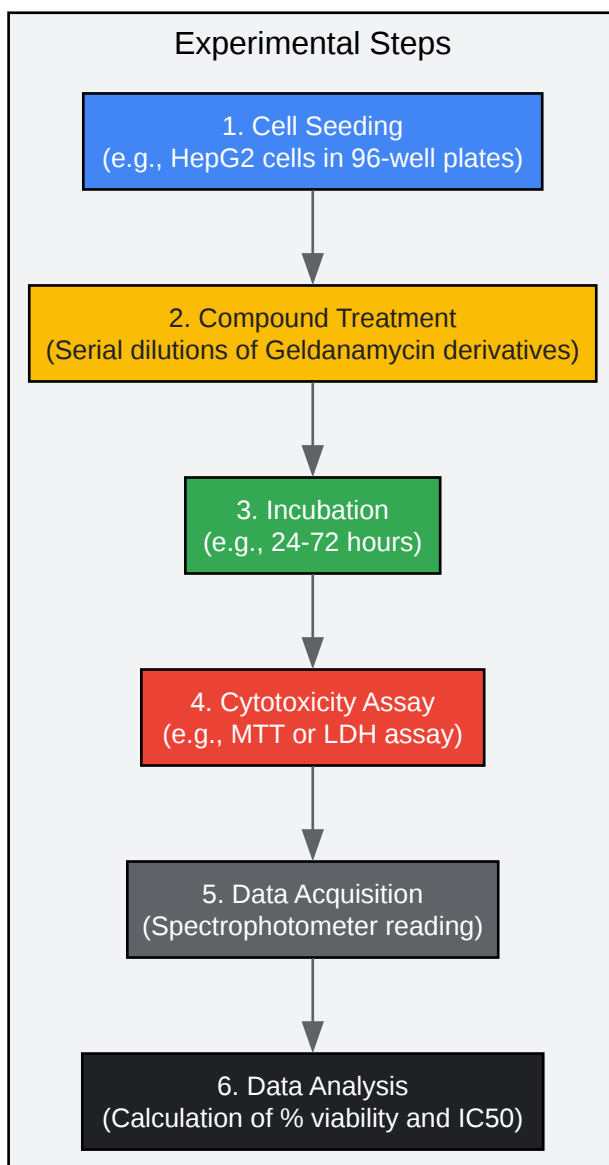 Experimental Steps
1. Cell Seeding
(e.g., HepG2 cells in 96-well plates)
2. Compound Treatment
(Serial dilutions of Geldanamycin derivatives)
3. Incubation
(e.g., 24-72 hours)
4. Cytotoxicity Assay
(e.g., MTT or LDH assay)
5. Data Acquisition
(Spectrophotometer reading)
6. Data Analysis
(Calculation of % viability and IC50)